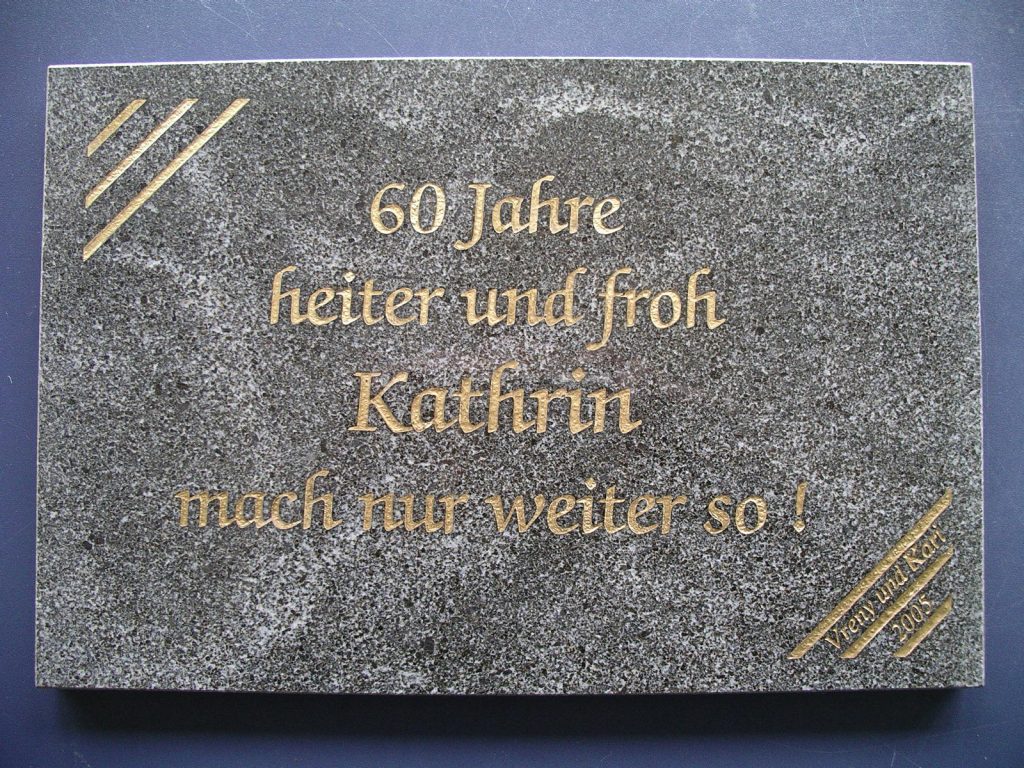 60 Jahre
heiter und froh
Kathrin
mach nur weiter so !
Vreny und Karl
2005